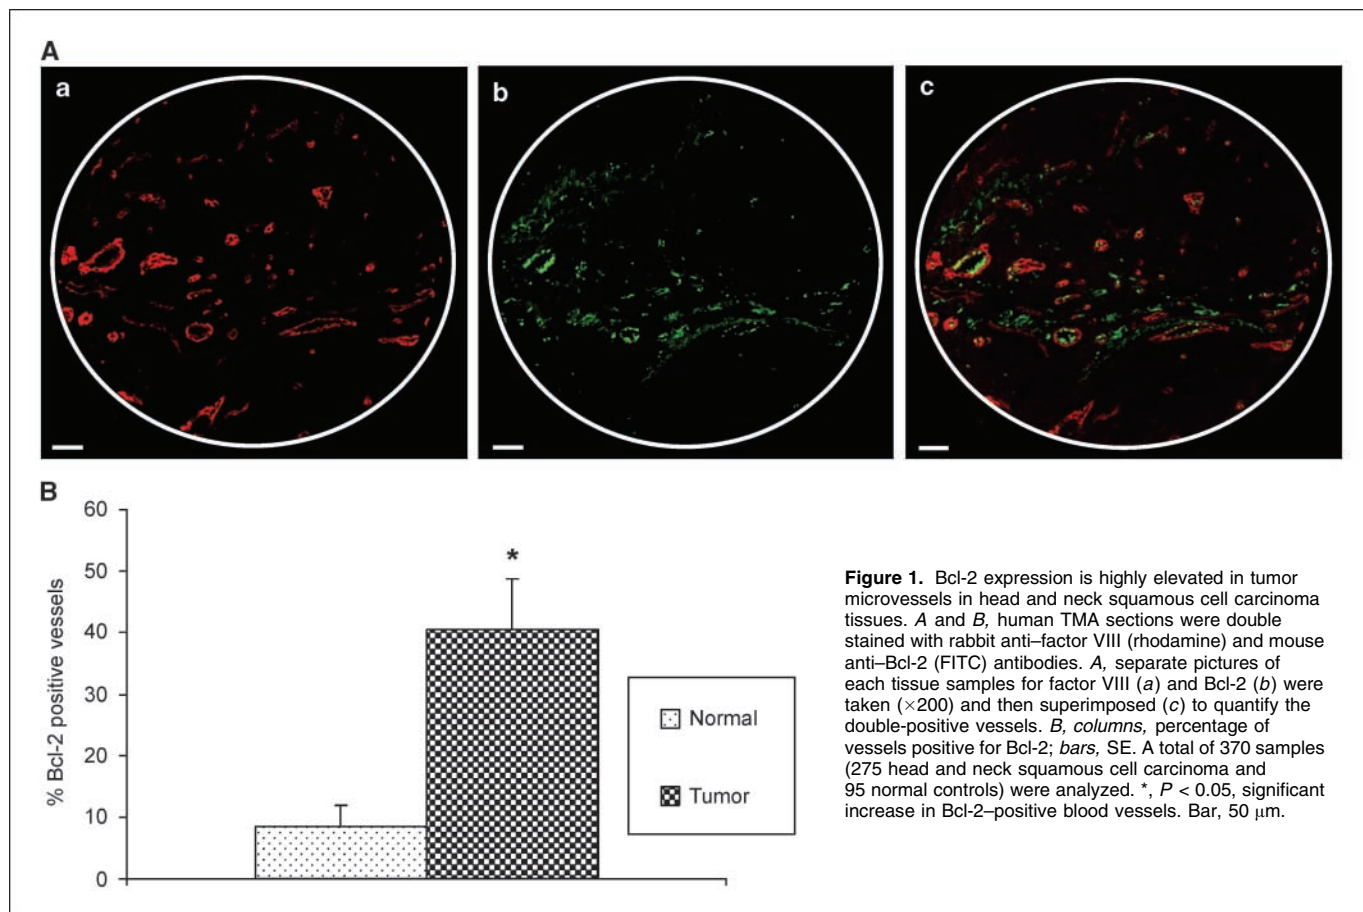 A
a
b
c
B
60
50
40
30
20
10
0
% Bcl-2 positive vessels
*
Normal
Tumor
Figure 1. Bcl-2 expression is highly elevated in tumor
microvessels in head and neck squamous cell carcinoma
tissues. A and B, human TMA sections were double
stained with rabbit anti–factor VIII (rhodamine) and mouse
anti–Bcl-2 (FITC) antibodies. A, separate pictures of
each tissue samples for factor VIII (a) and Bcl-2 (b) were
taken (×200) and then superimposed (c) to quantify the
double-positive vessels. B, columns, percentage of
vessels positive for Bcl-2; bars, SE. A total of 370 samples
(275 head and neck squamous cell carcinoma and
95 normal controls) were analyzed. *, P < 0.05, significant
increase in Bcl-2–positive blood vessels. Bar, 50 μm.